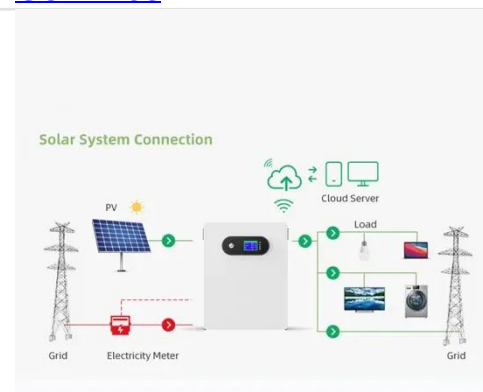 Solar System Connection
Cloud Server
PV
Load
Grid
Electricity Meter
Grid